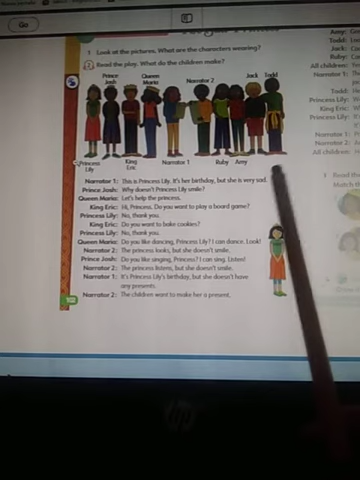 Go
1 Look at the pictures. What are the characters wearing?
2 Read the play. What do the children make?
Prince Josh
Queen Maria
Narrator 2
Jack Todd
Princess Lily
King Eric
Narrator 1
Ruby Amy
Narrator 1: This is Princess Lily. It's her birthday, but she is very sad.
Prince Josh: Why doesn't Princess Lily smile?
Queen Maria: Let's help the princess.
King Eric: Hi, Princess. Do you want to play a board game?
Princess Lily: No, thank you.
King Eric: Do you want to bake cookies?
Princess Lily: No, thank you.
Queen Maria: Do you like dancing, Princess Lily? I can dance. Look!
Narrator 2: The princess looks, but she doesn't smile.
Prince Josh: Do you like singing, Princess? I can sing. Listen!
Narrator 2: The princess listens, but she doesn't smile.
Narrator 1: It's Princess Lily's birthday, but she doesn't have
any presents.
Narrator 2: The children want to make her a present.
Amy:
Todd:
Jack:
Ruby:
All children:
Narrator 1:
Todd:
Princess Lily:
King Eric:
Princess Lily:
Narrator 1:
Narrator 2:
All children:
hp